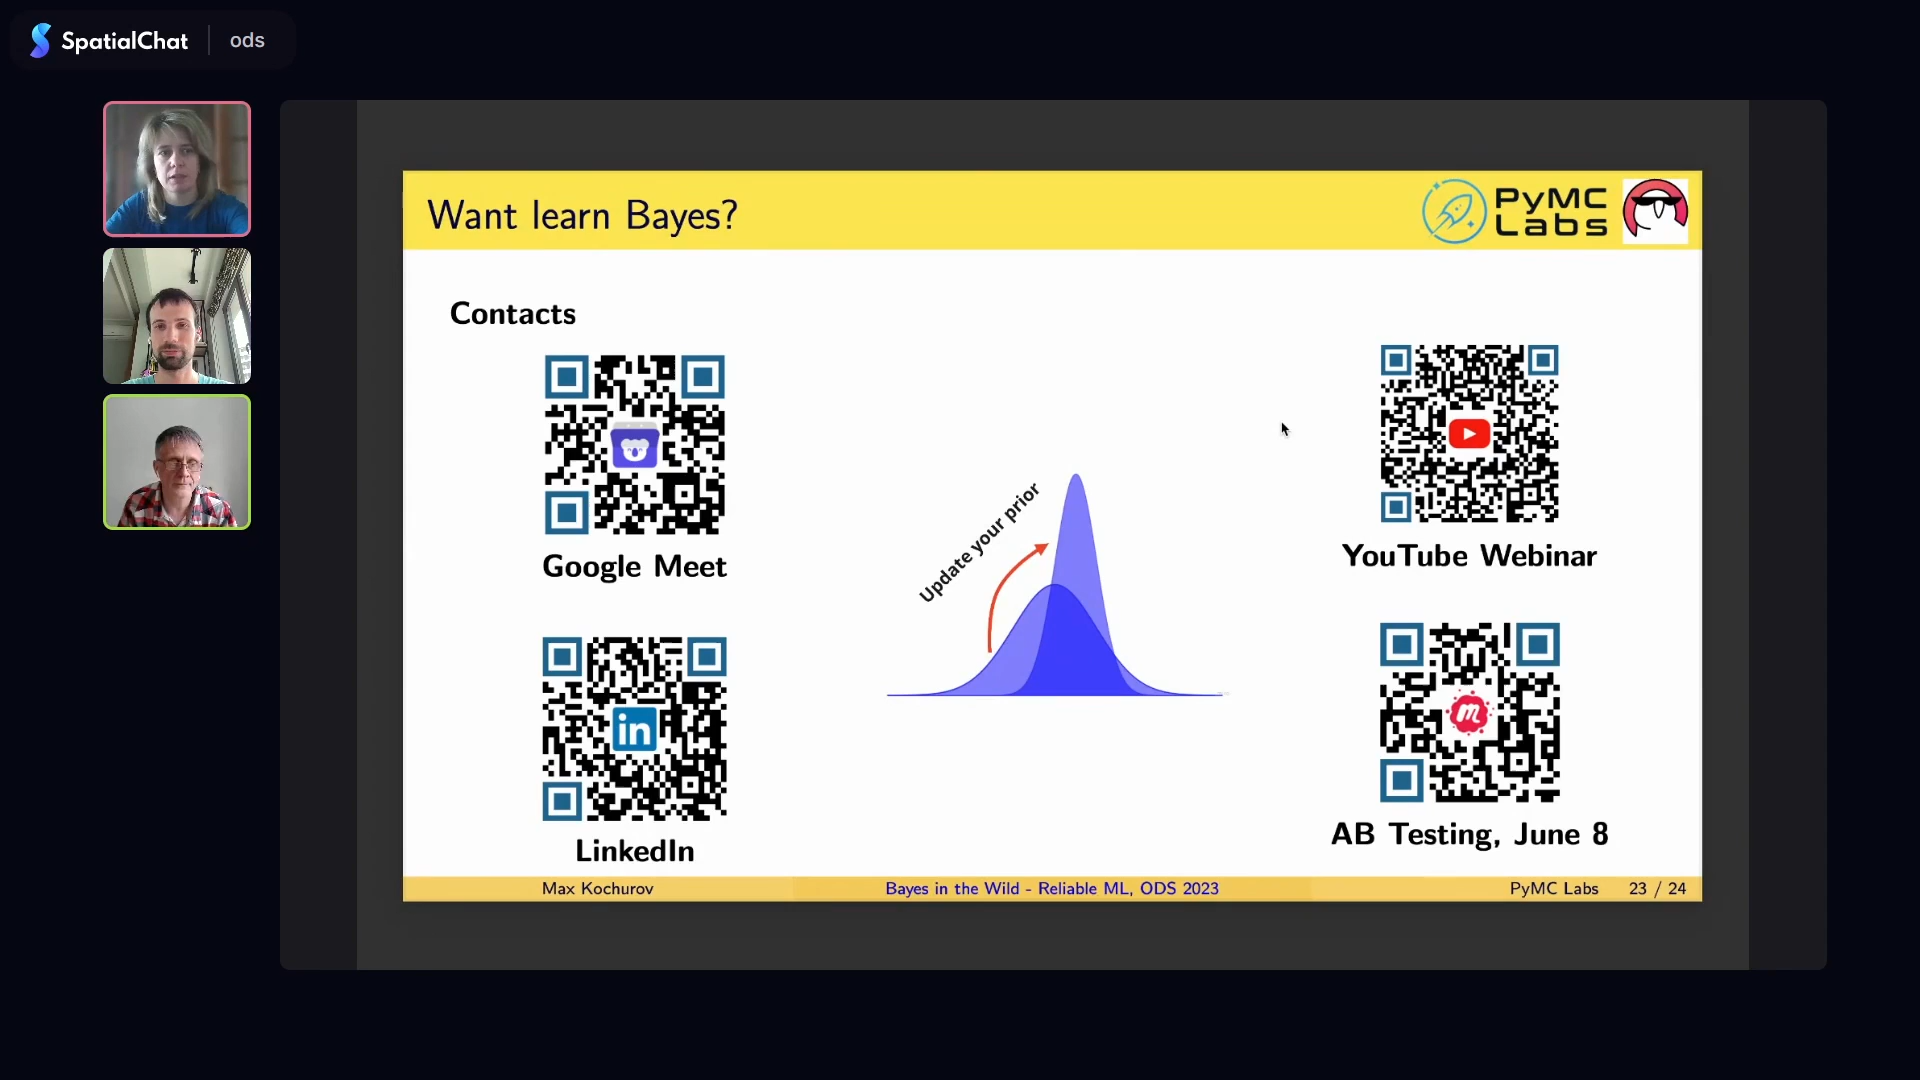 SpatialChat
ods
Want learn Bayes?
PyMC
Labs
Contacts
Google Meet
LinkedIn
in
Update your prior
YouTube Webinar
m
AB Testing, June 8
Max Kochurov
Bayes in the Wild - Reliable ML, ODS 2023
PyMC Labs
23 / 24